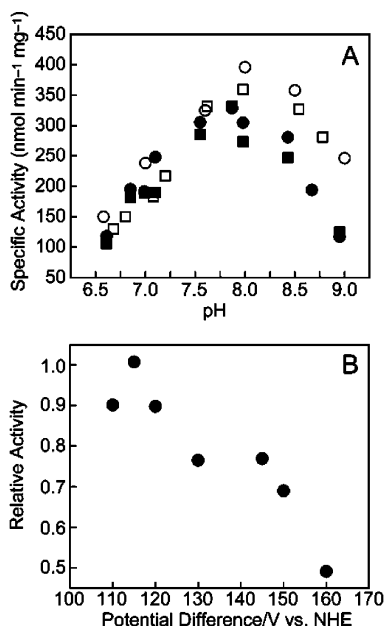 A
Specific Activity (nmol min–1 mg–1)
450
400
350
300
250
200
150
100
50
6.5 7.0 7.5 8.0 8.5 9.0
pH
B
Relative Activity
1.0
0.9
0.8
0.7
0.6
0.5
100 110 120 130 140 150 160 170
Potential Difference/V vs. NHE